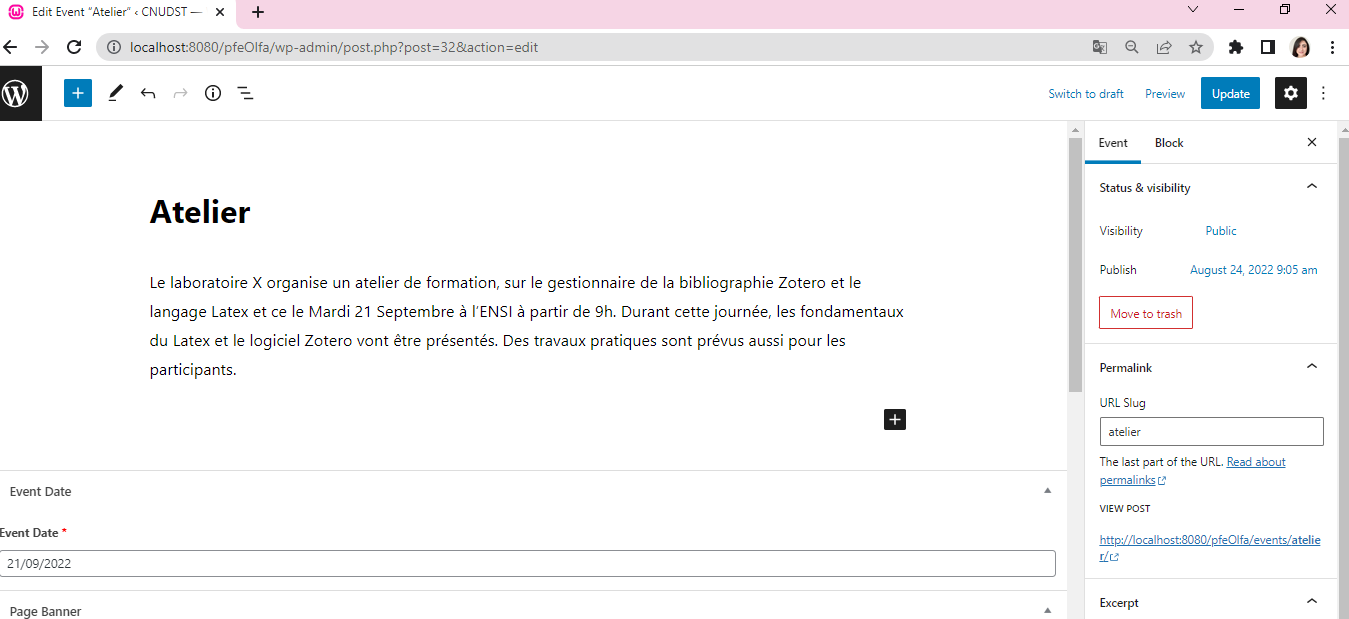 Edit Event “Atelier” ‹ CNUDST —
localhost:8080/pfeOlfa/wp-admin/post.php?post=32&action=edit
Switch to draft
Preview
Update
Atelier
Le laboratoire X organise un atelier de formation, sur le gestionnaire de la bibliographie Zotero et le
langage Latex et ce le Mardi 21 Septembre à l’ENSI à partir de 9h. Durant cette journée, les fondamentaux
du Latex et le logiciel Zotero vont être présentés. Des travaux pratiques sont prévus aussi pour les
participants.
Event Date
Event Date *
21/09/2022
Page Banner
Event
Block
Status & visibility
Visibility
Public
Publish
August 24, 2022 9:05 am
Move to trash
Permalink
URL Slug
atelier
The last part of the URL. Read about
permalinks
VIEW POST
http://localhost:8080/pfeOlfa/events/atelie
r/
Excerpt